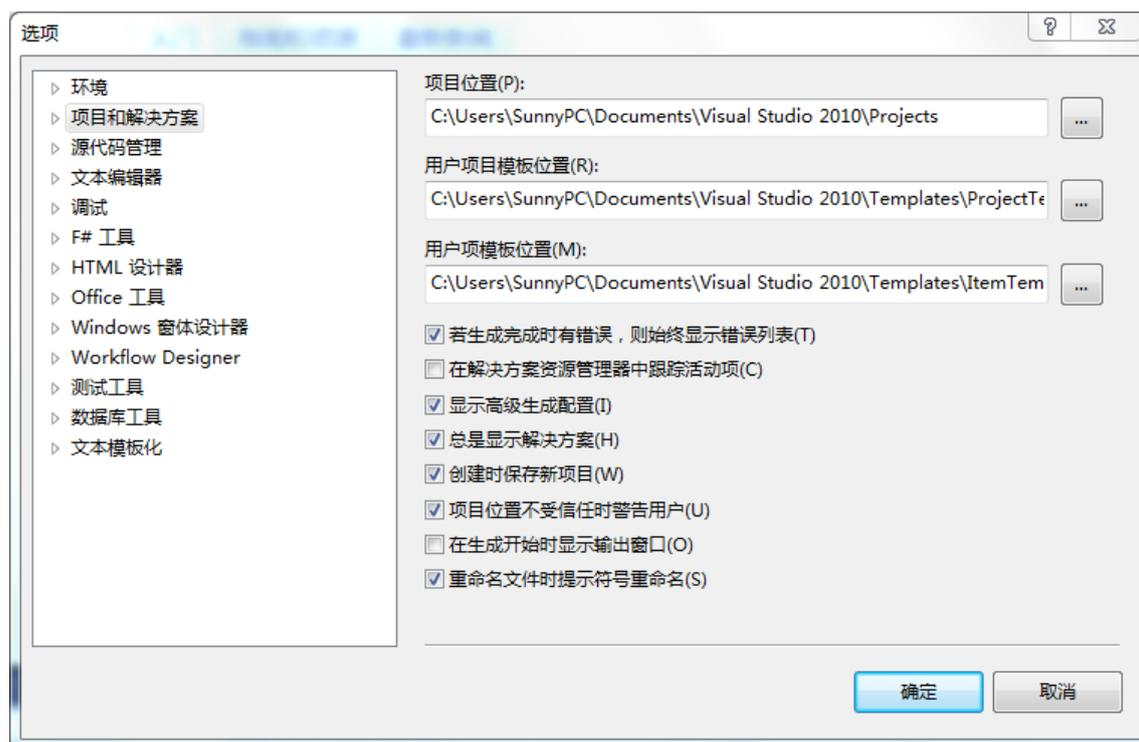 选项
环境
项目和解决方案
源代码管理
文本编辑器
调试
F# 工具
HTML 设计器
Office 工具
Windows 窗体设计器
Workflow Designer
测试工具
数据库工具
文本模板化
项目位置(P):
C:\Users\SunnyPC\Documents\Visual Studio 2010\Projects
...
用户项目模板位置(R):
C:\Users\SunnyPC\Documents\Visual Studio 2010\Templates\ProjectTe
...
用户项模板位置(M):
C:\Users\SunnyPC\Documents\Visual Studio 2010\Templates\ItemTem
...
若生成完成时有错误，则始终显示错误列表(T)
在解决方案资源管理器中跟踪活动项(C)
显示高级生成配置(I)
总是显示解决方案(H)
创建时保存新项目(W)
项目位置不受信任时警告用户(U)
在生成开始时显示输出窗口(O)
重命名文件时提示符号重命名(S)
确定
取消